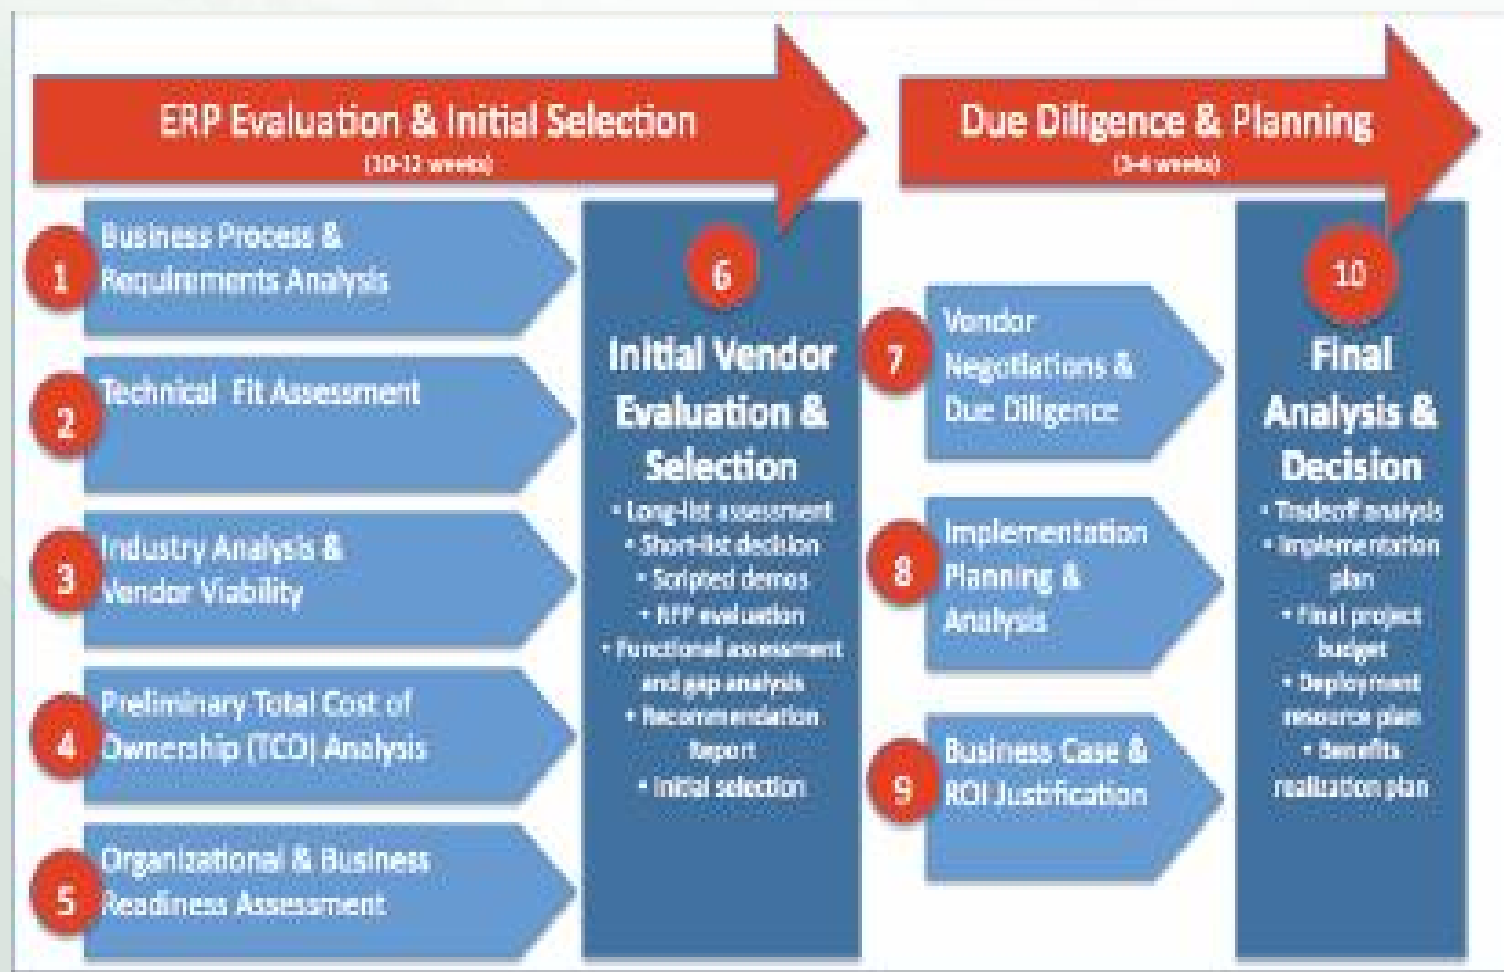 ERP Evaluation & Initial Selection
(10-12 weeks)
1
Business Process &
Requirements Analysis
2
Technical Fit Assessment
3
Industry Analysis &
Vendor Viability
4
Preliminary Total Cost of
Ownership (TCO) Analysis
5
Organizational & Business
Readiness Assessment
6
Initial Vendor
Evaluation &
Selection
• Long-list assessment
• Short-list decision
• Scripted demos
• RFP evaluation
• Functional assessment
and gap analysis
• Recommendation
Report
• Initial selection
Due Diligence & Planning
(3-4 weeks)
7
Vendor
Negotiations &
Due Diligence
8
Implementation
Planning &
Analysis
9
Business Case &
ROI Justification
10
Final
Analysis &
Decision
• Tradeoff analysis
• Implementation
plan
• Final project
budget
• Deployment
resource plan
• Benefits
realization plan